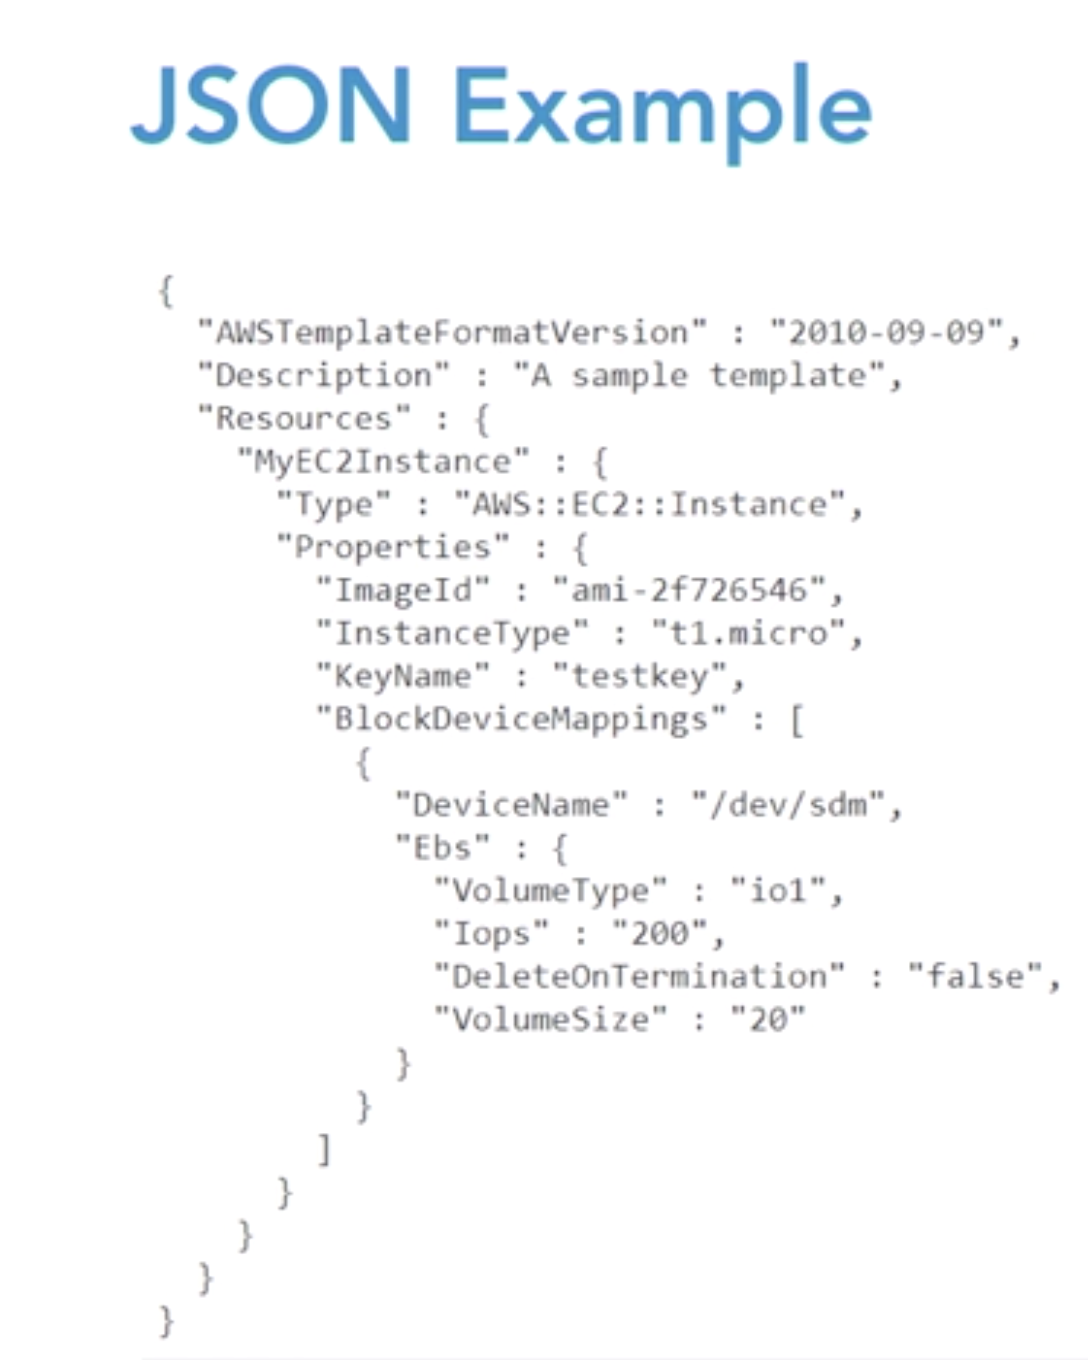 JSON Example
{
  "AWSTemplateFormatVersion" : "2010-09-09",
  "Description" : "A sample template",
  "Resources" : {
    "MyEC2Instance" : {
      "Type" : "AWS::EC2::Instance",
      "Properties" : {
        "ImageId" : "ami-2f726546",
        "InstanceType" : "t1.micro",
        "KeyName" : "testkey",
        "BlockDeviceMappings" : [
          {
            "DeviceName" : "/dev/sdm",
            "Ebs" : {
              "VolumeType" : "io1",
              "Iops" : "200",
              "DeleteOnTermination" : "false",
              "VolumeSize" : "20"
            }
          }
        ]
      }
    }
  }
}